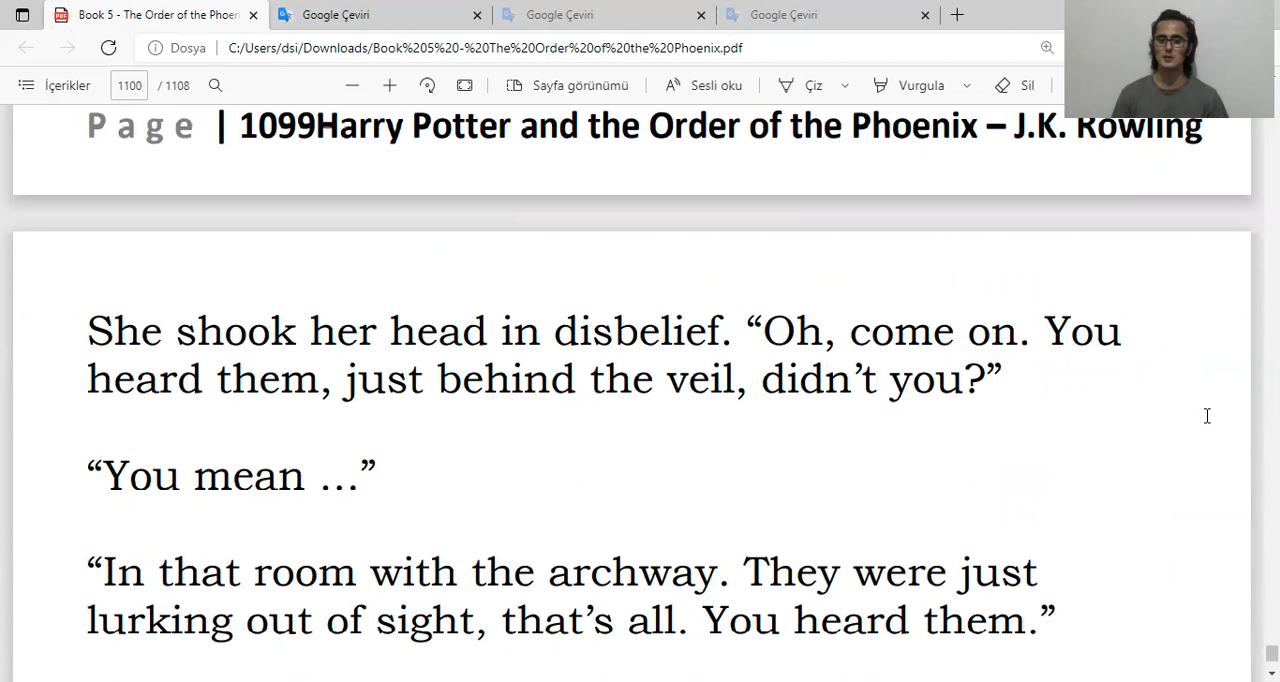 Book 5 - The Order of the Phoen
Google Çeviri
Google Çeviri
Google Çeviri
Dosya
C:/Users/dsi/Downloads/Book%205%20-%20The%20Order%20of%20the%20Phoenix.pdf
İçerikler
1100 / 1108
Sayfa görünümü
Sesli oku
Çiz
Vurgula
Sil
Page | 1099Harry Potter and the Order of the Phoenix – J.K. Rowling
She shook her head in disbelief. “Oh, come on. You
heard them, just behind the veil, didn’t you?”
“You mean …”
“In that room with the archway. They were just
lurking out of sight, that’s all. You heard them.”